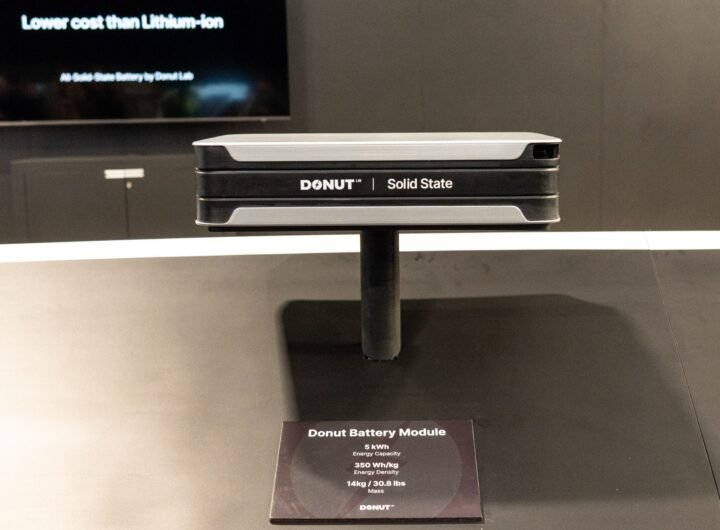 Lower cost than Lithium-ion
All-Solid-State Battery by Donut Lab
DONUT LAB | Solid State
Donut Battery Module
5 kWh
Energy Capacity
350 Wh/kg
Energy Density
14kg / 30.8 lbs
Mass
DONUT